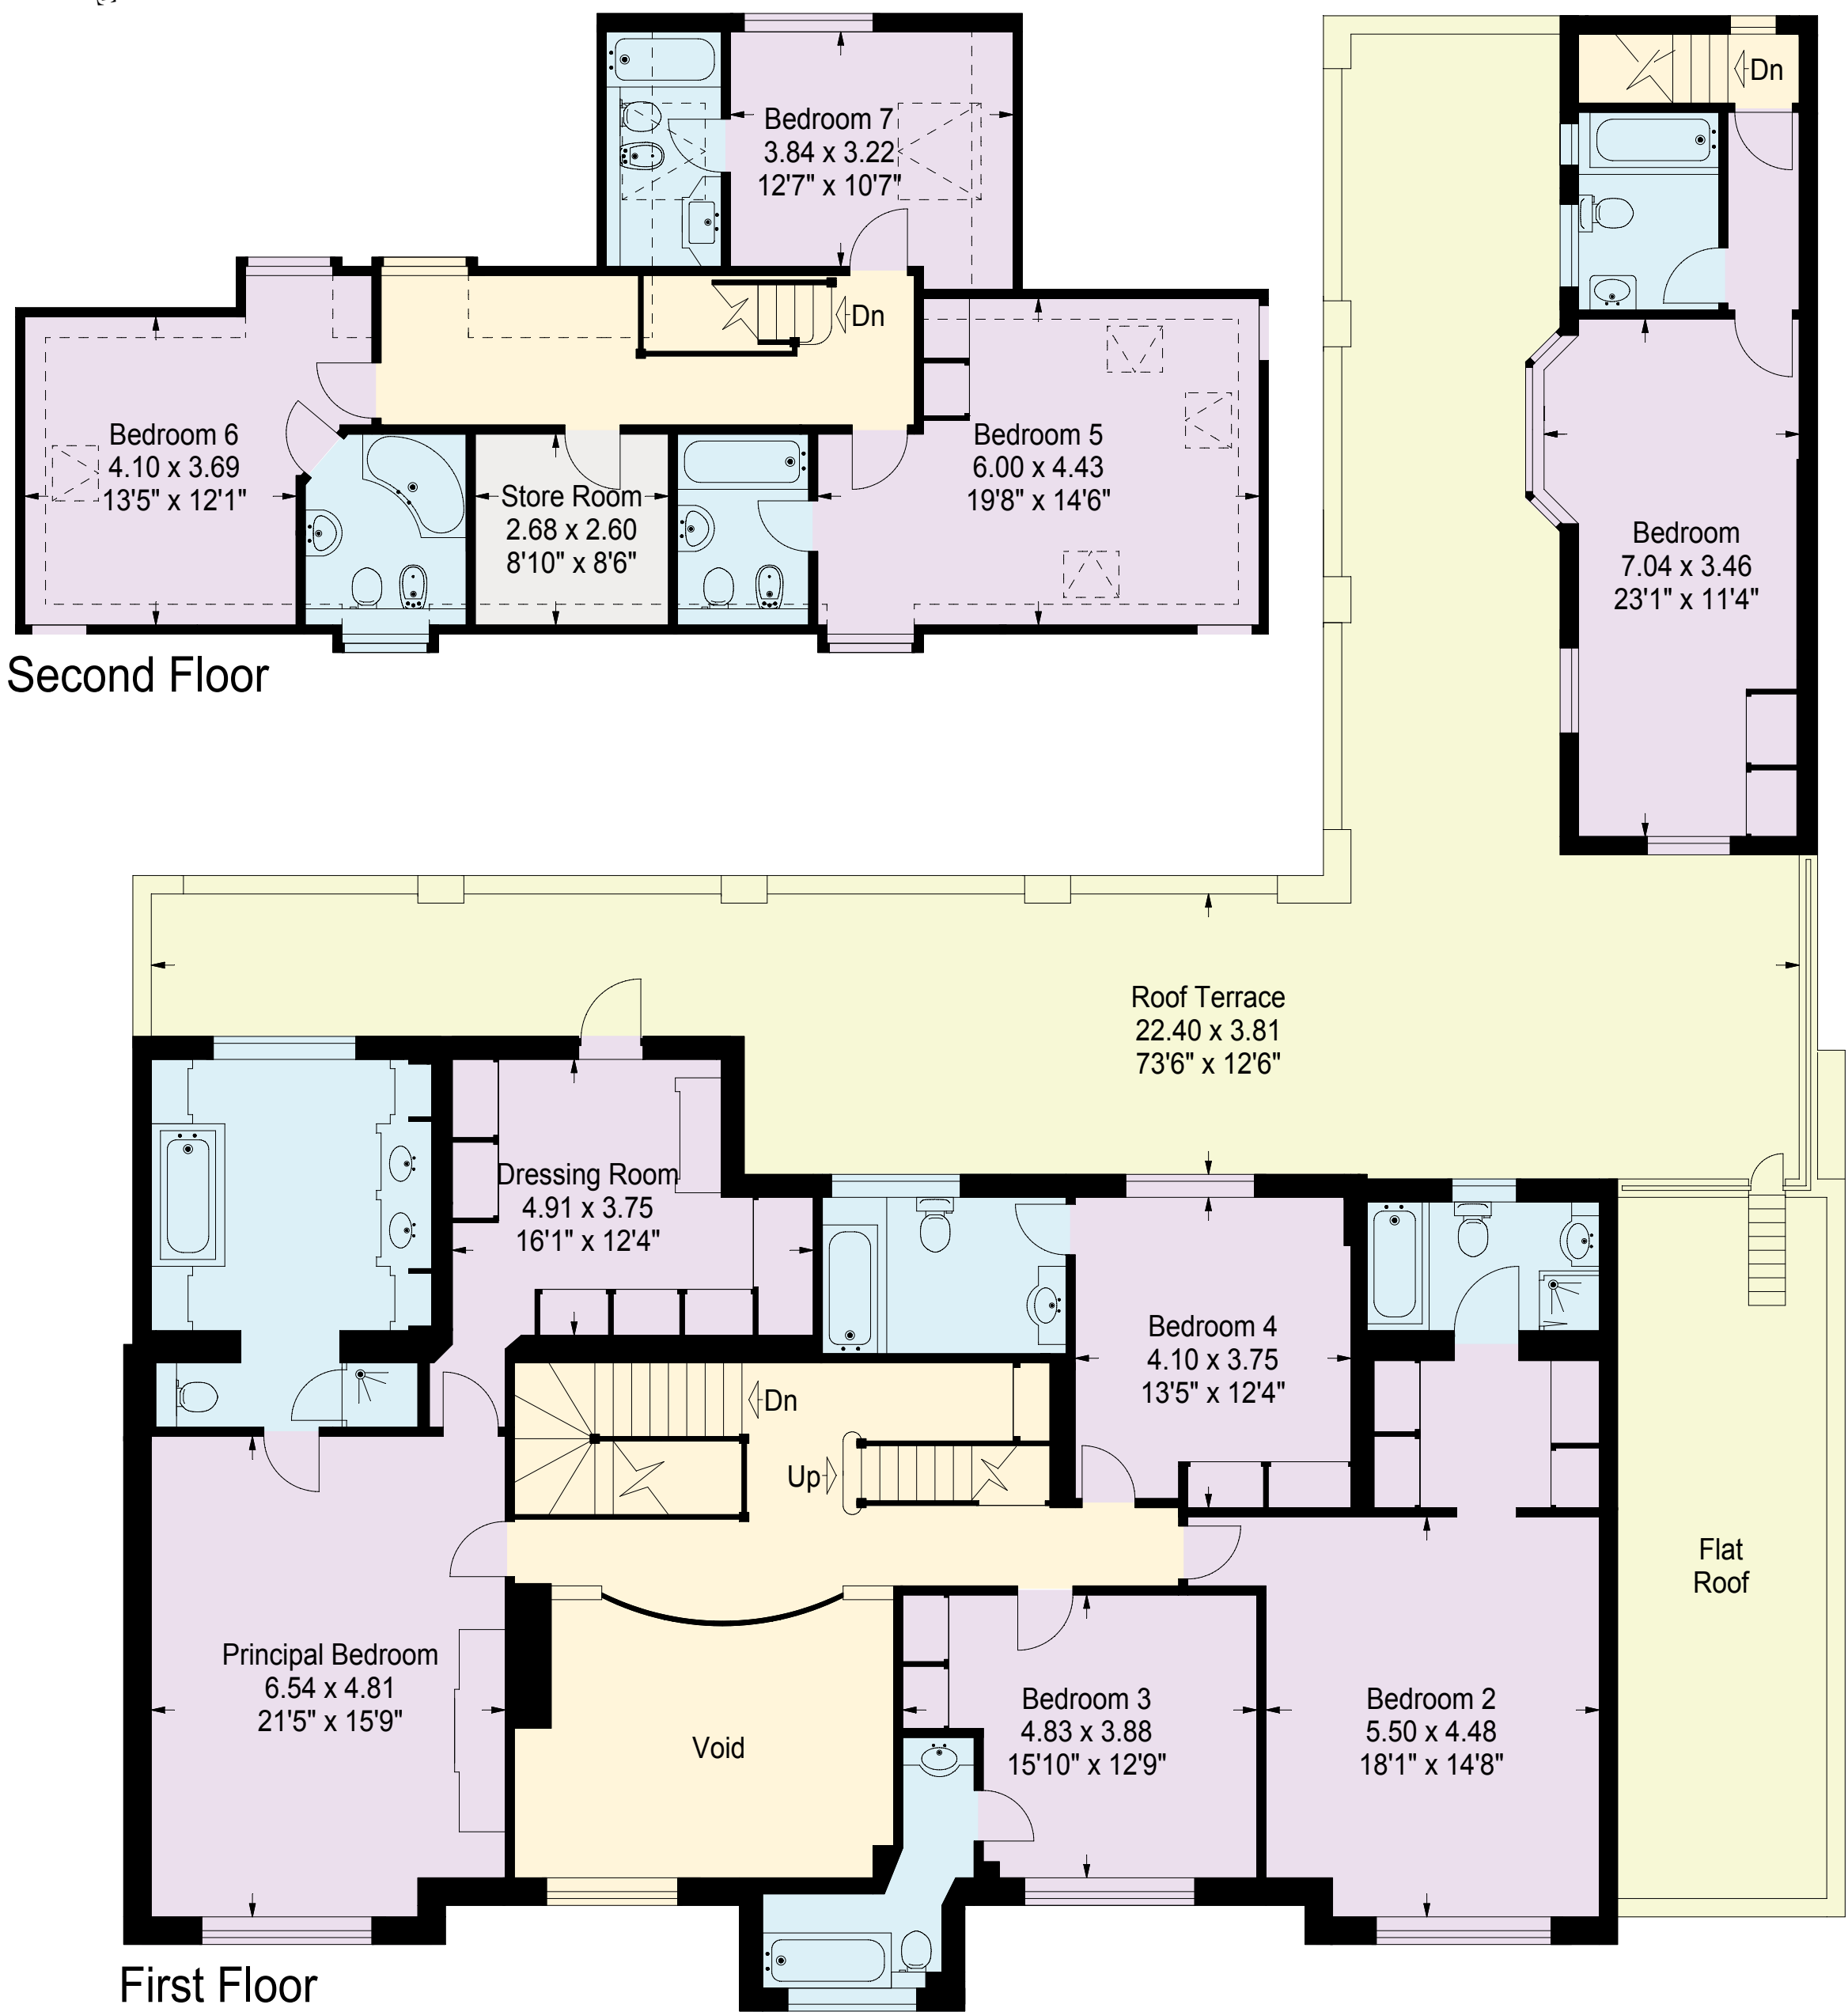 Bedroom 7
3.84 x 3.22
12'7" x 10'7"
Dn
Dn
Bedroom 6
4.10 x 3.69
13'5" x 12'1"
Store Room
2.68 x 2.60
8'10" x 8'6"
Bedroom 5
6.00 x 4.43
19'8" x 14'6"
Bedroom
7.04 x 3.46
23'1" x 11'4"
Second Floor
Roof Terrace
22.40 x 3.81
73'6" x 12'6"
Dressing Room
4.91 x 3.75
16'1" x 12'4"
Bedroom 4
4.10 x 3.75
13'5" x 12'4"
Dn
Up
Flat
Roof
Principal Bedroom
6.54 x 4.81
21'5" x 15'9"
Void
Bedroom 3
4.83 x 3.88
15'10" x 12'9"
Bedroom 2
5.50 x 4.48
18'1" x 14'8"
First Floor